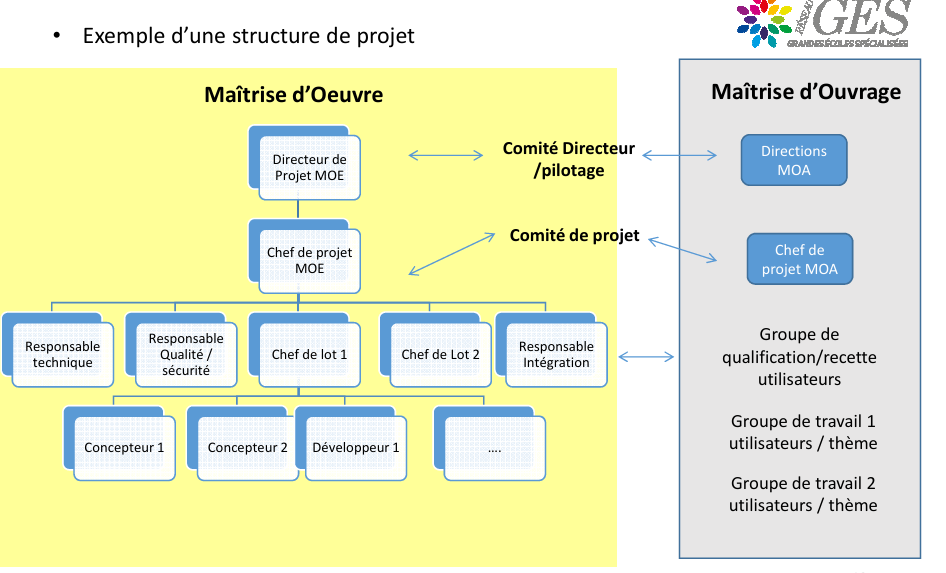 • Exemple d’une structure de projet
RÉSEAU
GES
GRANDES ÉCOLES SPÉCIALISÉES
Maîtrise d’Oeuvre
Maîtrise d’Ouvrage
Directeur de
Projet MOE
Comité Directeur
/pilotage
Directions
MOA
Chef de projet
MOE
Comité de projet
Chef de
projet MOA
Responsable
technique
Responsable
Qualité /
sécurité
Chef de lot 1
Chef de Lot 2
Responsable
Intégration
Groupe de
qualification/recette
utilisateurs
Concepteur 1
Concepteur 2
Développeur 1
....
Groupe de travail 1
utilisateurs / thème
Groupe de travail 2
utilisateurs / thème